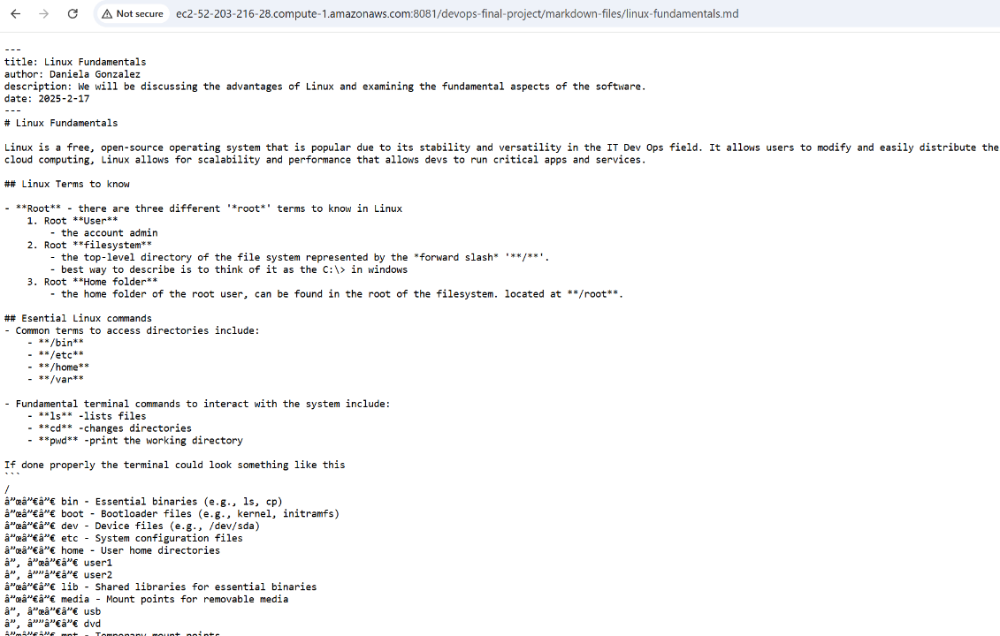 Not secure ec2-52-203-216-28.compute-1.amazonaws.com:8081/devops-final-project/markdown-files/linux-fundamentals.md
---
title: Linux Fundamentals
author: Daniela Gonzalez
description: We will be discussing the advantages of Linux and examining the fundamental aspects of the software.
date: 2025-2-17
---
# Linux Fundamentals
Linux is a free, open-source operating system that is popular due to its stability and versatility in the IT Dev Ops field. It allows users to modify and easily distribute the
cloud computing, Linux allows for scalability and performance that allows devs to run critical apps and services.
## Linux Terms to know
- **Root** - there are three different '*root*' terms to know in Linux
1. Root **User**
- the account admin
2. Root **filesystem**
- the top-level directory of the file system represented by the *forward slash* '**/**'.
- best way to describe is to think of it as the C:\> in windows
3. Root **Home folder**
- the home folder of the root user, can be found in the root of the filesystem. located at **/root**.
## Esential Linux commands
- Common terms to access directories include:
- **/bin**
- **/etc**
- **/home**
- **/var**
- Fundamental terminal commands to interact with the system include:
- **ls** -lists files
- **cd** -changes directories
- **pwd** -print the working directory
If done properly the terminal could look something like this
```
/
├── bin - Essential binaries (e.g., ls, cp)
├── boot - Bootloader files (e.g., kernel, initramfs)
├── dev - Device files (e.g., /dev/sda)
├── etc - System configuration files
├── home - User home directories
â”‚ â”œâ”€â”€ user1
â”‚ â””â”€â”€ user2
├── lib - Shared libraries for essential binaries
├── media - Mount points for removable media
â”‚ â”œâ”€â”€ usb
â”‚ â””â”€â”€ dvd
├── mnt - Temporary mount points